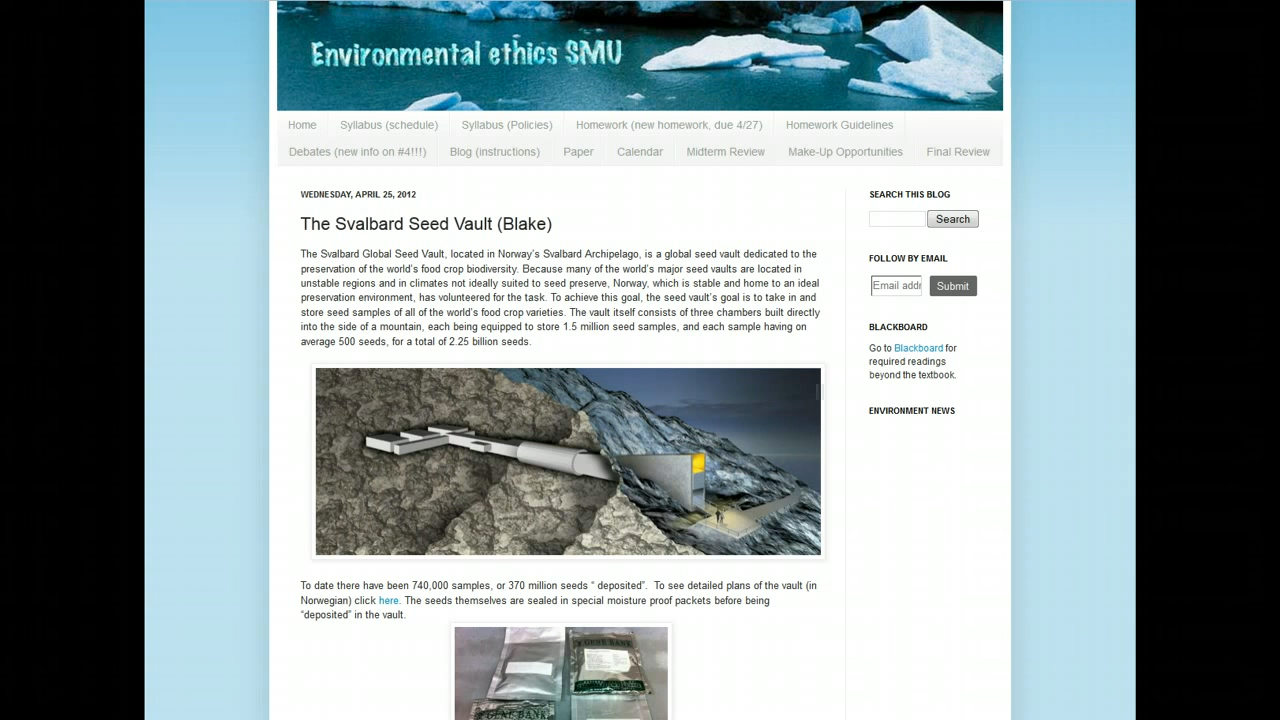 Environmental ethics SMU
Home
Syllabus (schedule)
Syllabus (Policies)
Homework (new homework, due 4/27)
Homework Guidelines
Debates (new info on #4!!!)
Blog (instructions)
Paper
Calendar
Midterm Review
Make-Up Opportunities
Final Review
WEDNESDAY, APRIL 25, 2012
The Svalbard Seed Vault (Blake)
The Svalbard Global Seed Vault, located in Norway's Svalbard Archipelago, is a global seed vault dedicated to the
preservation of the world's food crop biodiversity. Because many of the world's major seed vaults are located in
unstable regions and in climates not ideally suited to seed preserve, Norway, which is stable and home to an ideal
preservation environment, has volunteered for the task. To achieve this goal, the seed vault's goal is to take in and
store seed samples of all of the world's food crop varieties. The vault itself consists of three chambers built directly
into the side of a mountain, each being equipped to store 1.5 million seed samples, and each sample having on
average 500 seeds, for a total of 2.25 billion seeds.
To date there have been 740,000 samples, or 370 million seeds “ deposited”.  To see detailed plans of the vault (in
Norwegian) click here. The seeds themselves are sealed in special moisture proof packets before being
“deposited” in the vault.
GENE BANK
SEARCH THIS BLOG
Search
FOLLOW BY EMAIL
Email addr
Submit
BLACKBOARD
Go to Blackboard for
required readings
beyond the textbook.
ENVIRONMENT NEWS